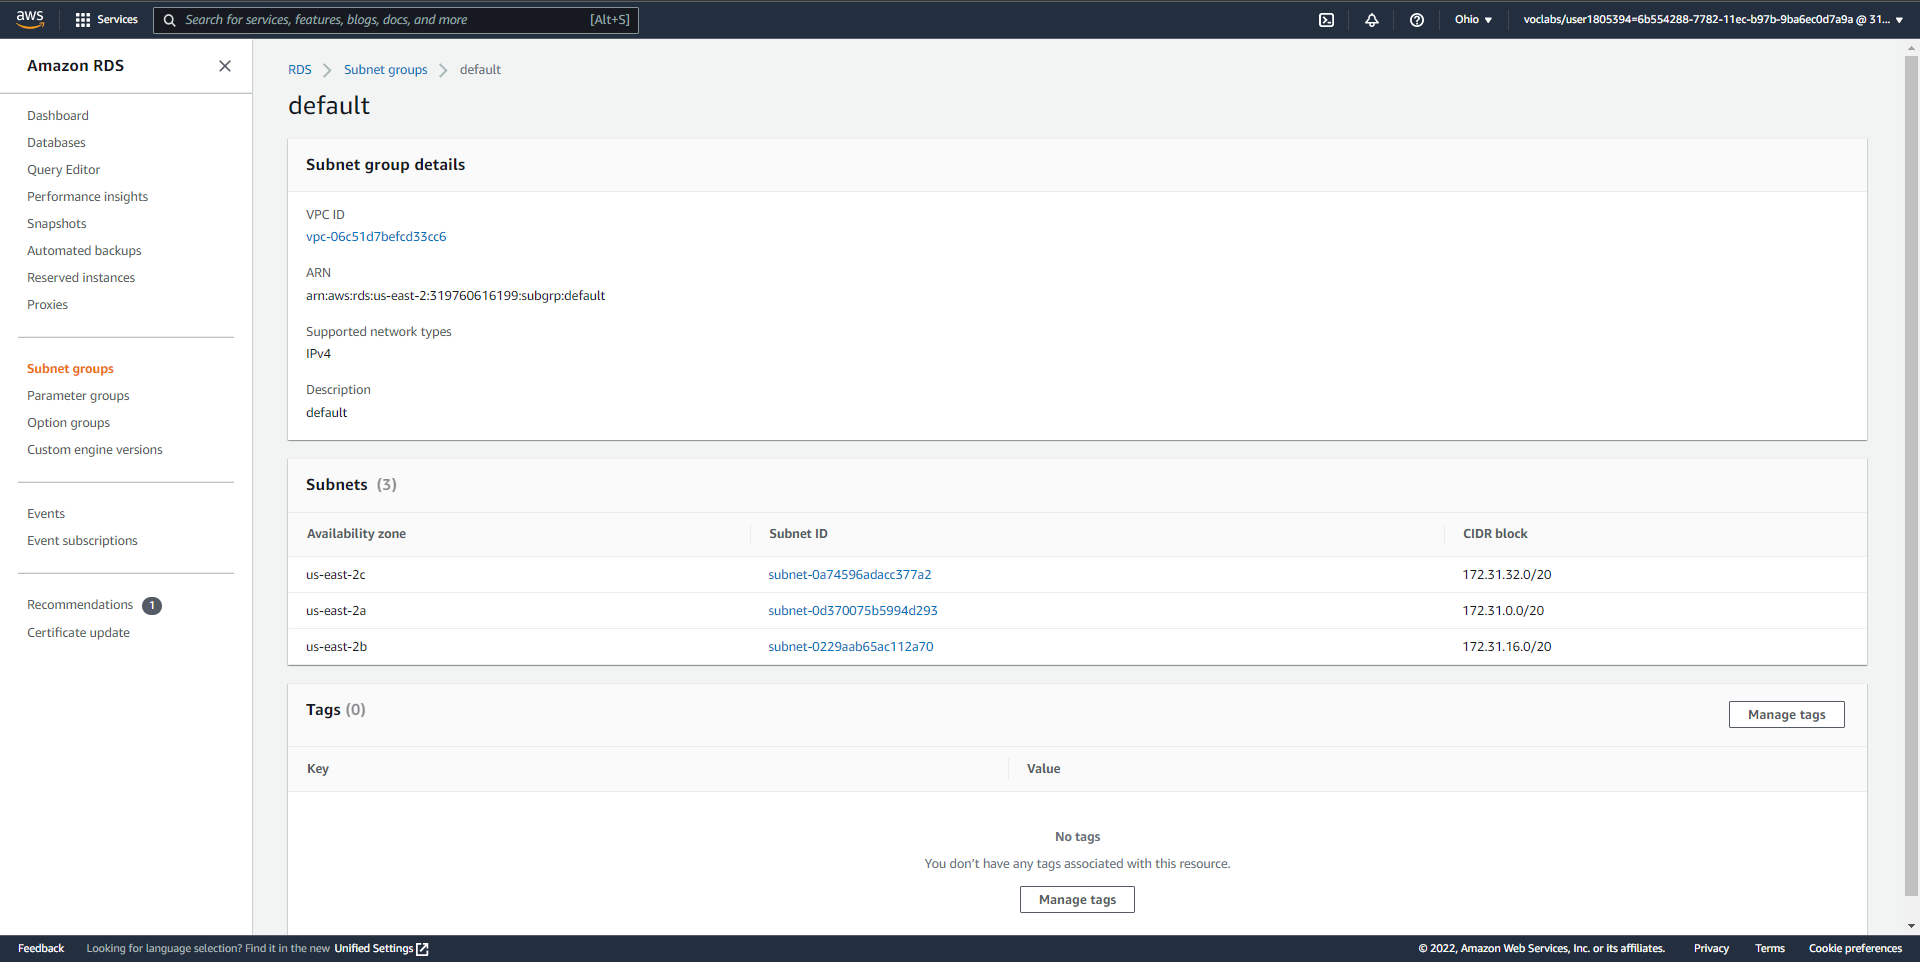 aws
Services
Search for services, features, blogs, docs, and more
[Alt+S]
Ohio
voclabs/user1805394=6b554288-7782-11ec-b97b-9ba6ec0d7a9a @ 31...
Amazon RDS
Dashboard
Databases
Query Editor
Performance insights
Snapshots
Automated backups
Reserved instances
Proxies
Subnet groups
Parameter groups
Option groups
Custom engine versions
Events
Event subscriptions
Recommendations 1
Certificate update
RDS > Subnet groups > default
default
Subnet group details
VPC ID
vpc-06c51d7befcd33cc6
ARN
arn:aws:rds:us-east-2:319760616199:subgrp:default
Supported network types
IPv4
Description
default
Subnets (3)
Availability zone Subnet ID CIDR block
us-east-2c subnet-0a74596adacc377a2 172.31.32.0/20
us-east-2a subnet-0d370075b5994d293 172.31.0.0/20
us-east-2b subnet-0229aab65ac112a70 172.31.16.0/20
Tags (0)
Manage tags
Key Value
No tags
You don't have any tags associated with this resource.
Manage tags
Feedback Looking for language selection? Find it in the new Unified Settings © 2022, Amazon Web Services, Inc. or its affiliates. Privacy Terms Cookie preferences